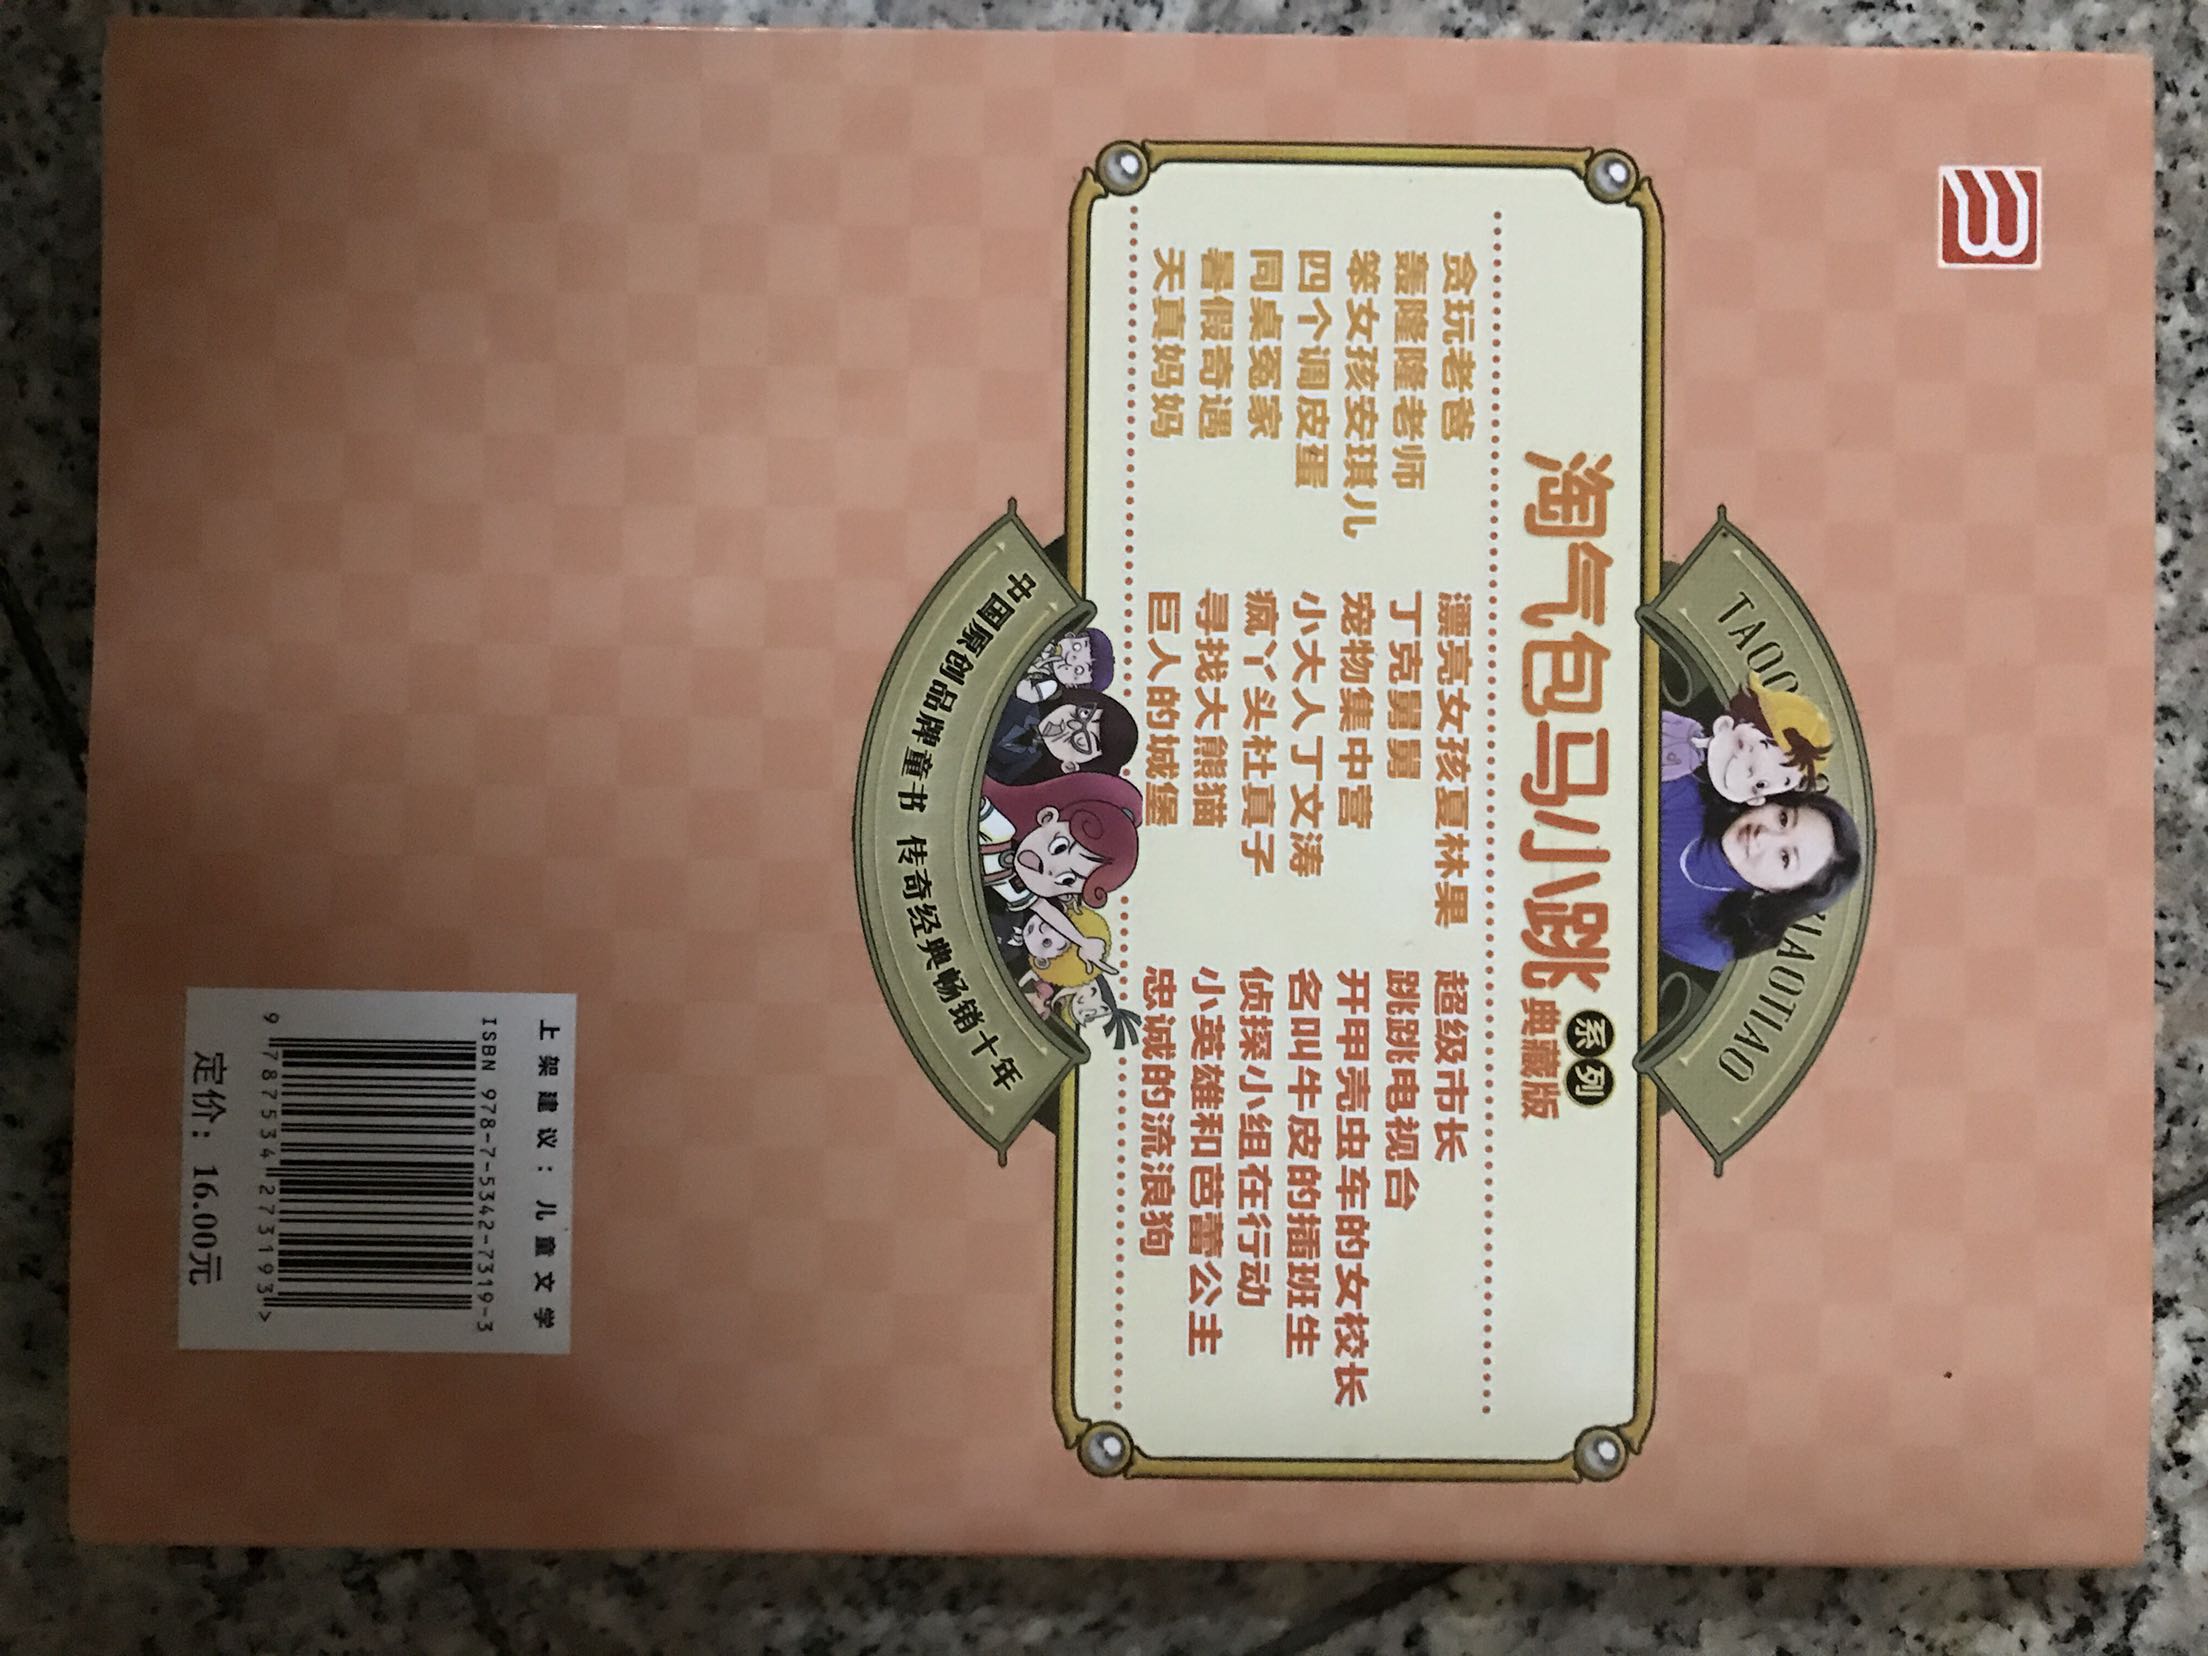 淘气包马小跳系列
典藏版
贪玩老爸
轰隆隆老师
笨女孩安琪儿
四个调皮蛋
同桌冤家
暑假奇遇
天真妈妈
漂亮女孩夏林果
丁克舅舅
宠物集中营
小大人丁文涛
疯丫头杜真子
寻找大熊猫
巨人的城堡
超级市长
跳跳电视台
开甲壳虫车的女校长
名叫牛皮的插班生
侦探小组在行动
小英雄和芭蕾公主
忠诚的流浪狗
中国原创品牌童书 传奇经典畅销十年
上架建议：儿童文学
ISBN 978-7-5342-7319-3
9 787534 273193 >
定价：16.00元